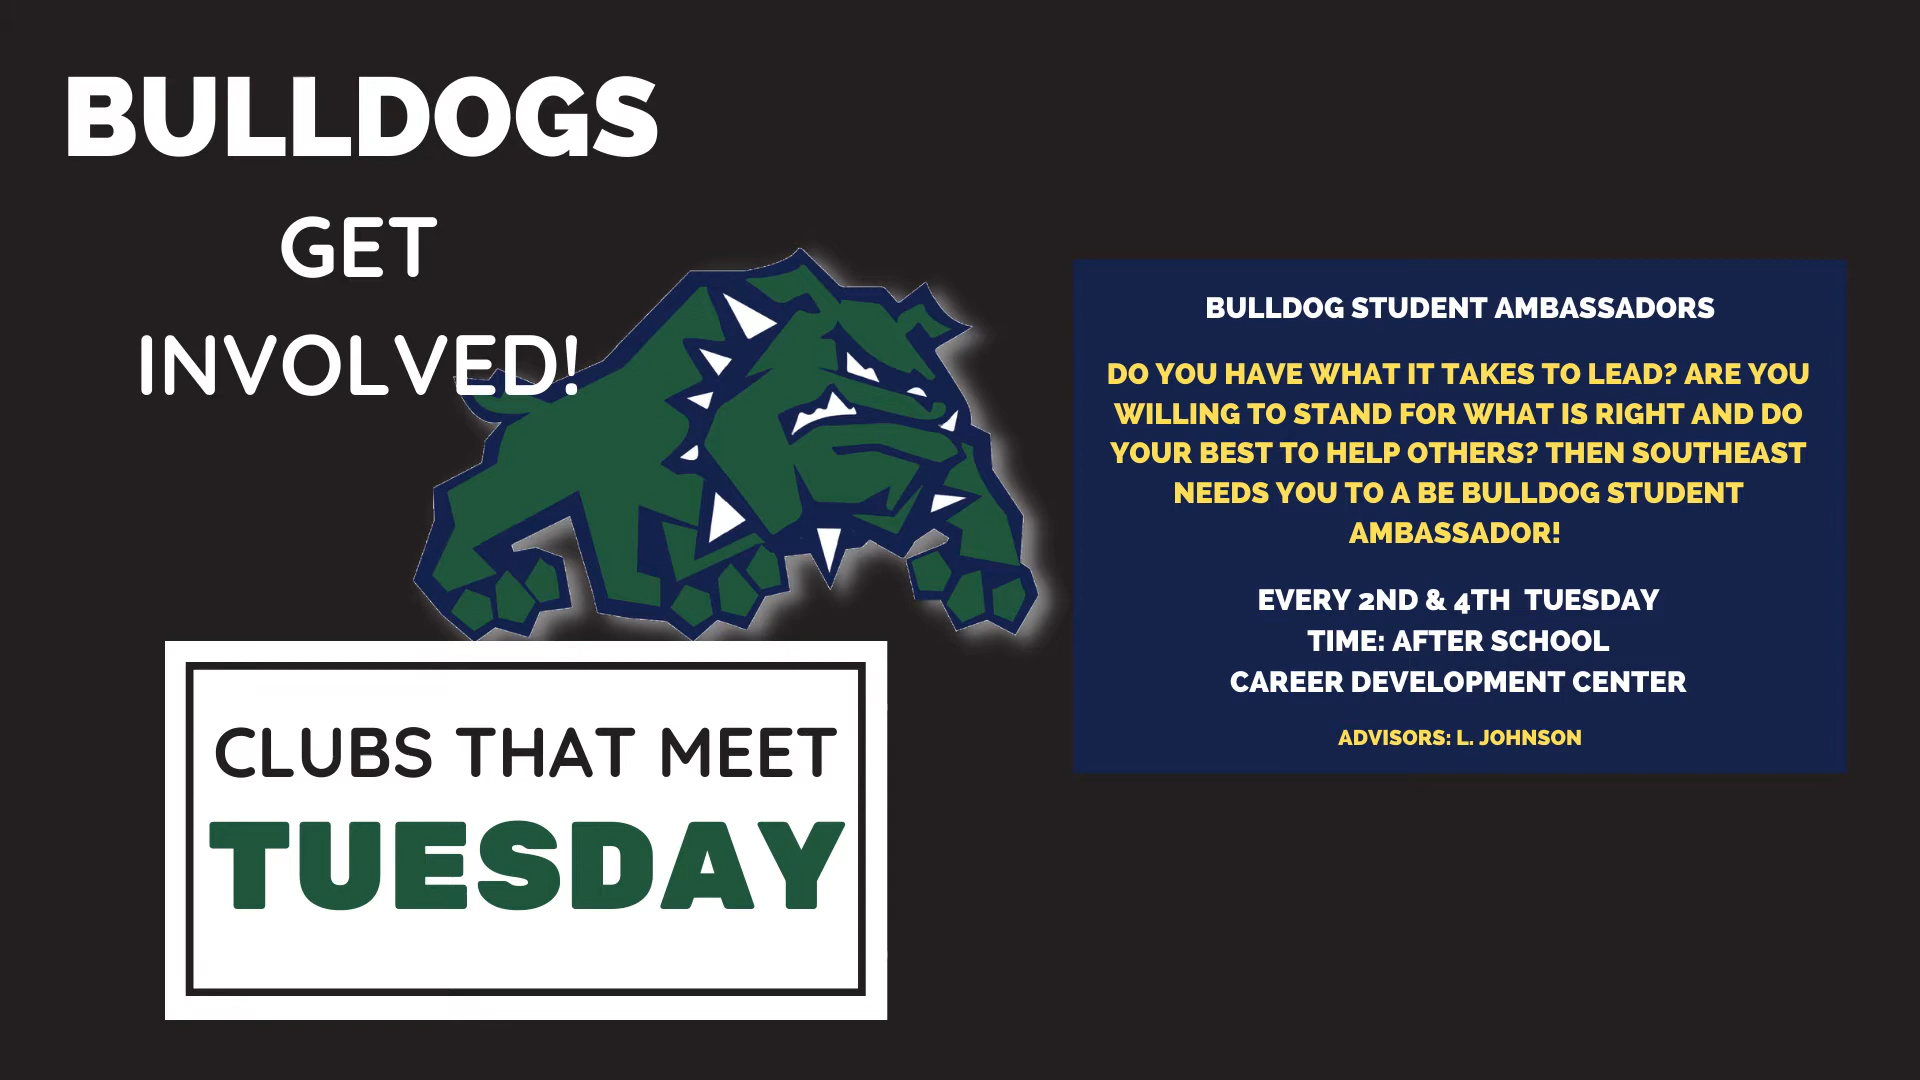 BULLDOGS
GET
INVOLVED!
CLUBS THAT MEET
TUESDAY
BULLDOG STUDENT AMBASSADORS
DO YOU HAVE WHAT IT TAKES TO LEAD? ARE YOU
WILLING TO STAND FOR WHAT IS RIGHT AND DO
YOUR BEST TO HELP OTHERS? THEN SOUTHEAST
NEEDS YOU TO A BE BULLDOG STUDENT
AMBASSADOR!
EVERY 2ND & 4TH  TUESDAY
TIME: AFTER SCHOOL
CAREER DEVELOPMENT CENTER
ADVISORS: L. JOHNSON